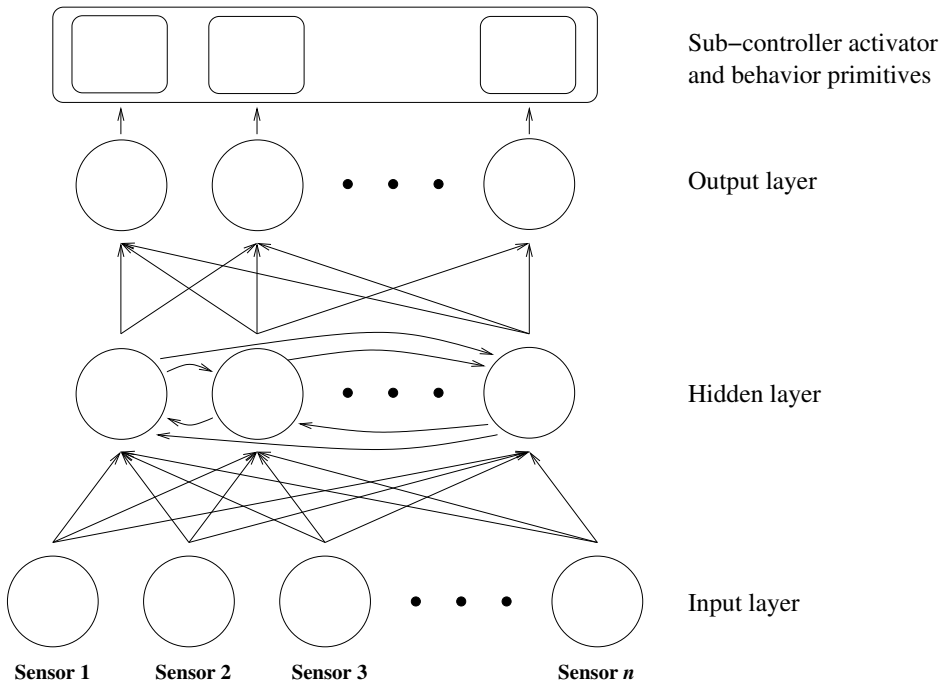 Sub−controller activator
and behavior primitives
Output layer
Hidden layer
Input layer
Sensor 1
Sensor 2
Sensor 3
Sensor n